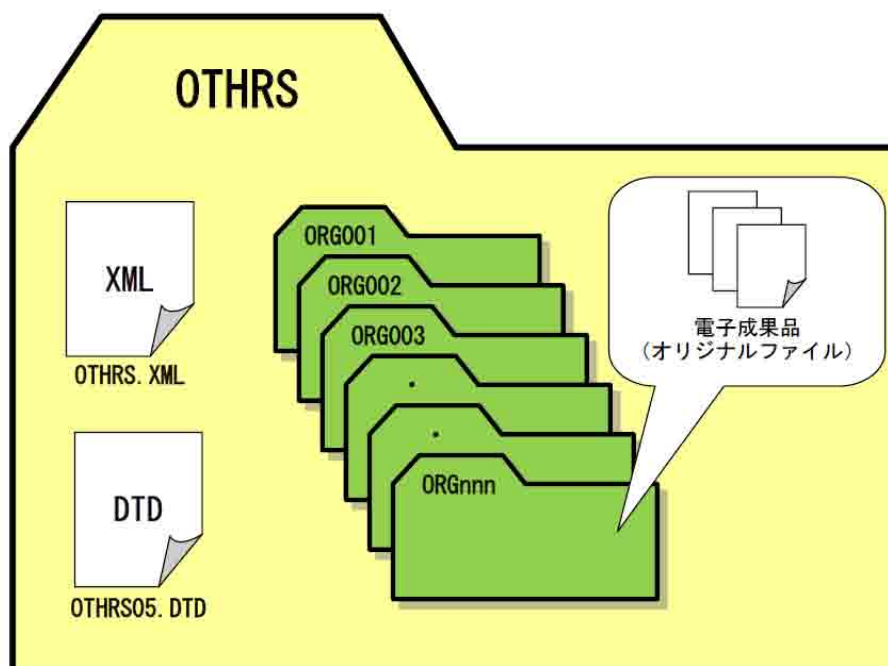 OTHRS
XML
OTHRS.XML
DTD
OTHRS05.DTD
ORG001
ORG002
ORG003
・
・
ORGnnn
電子成果品
(オリジナルファイル)